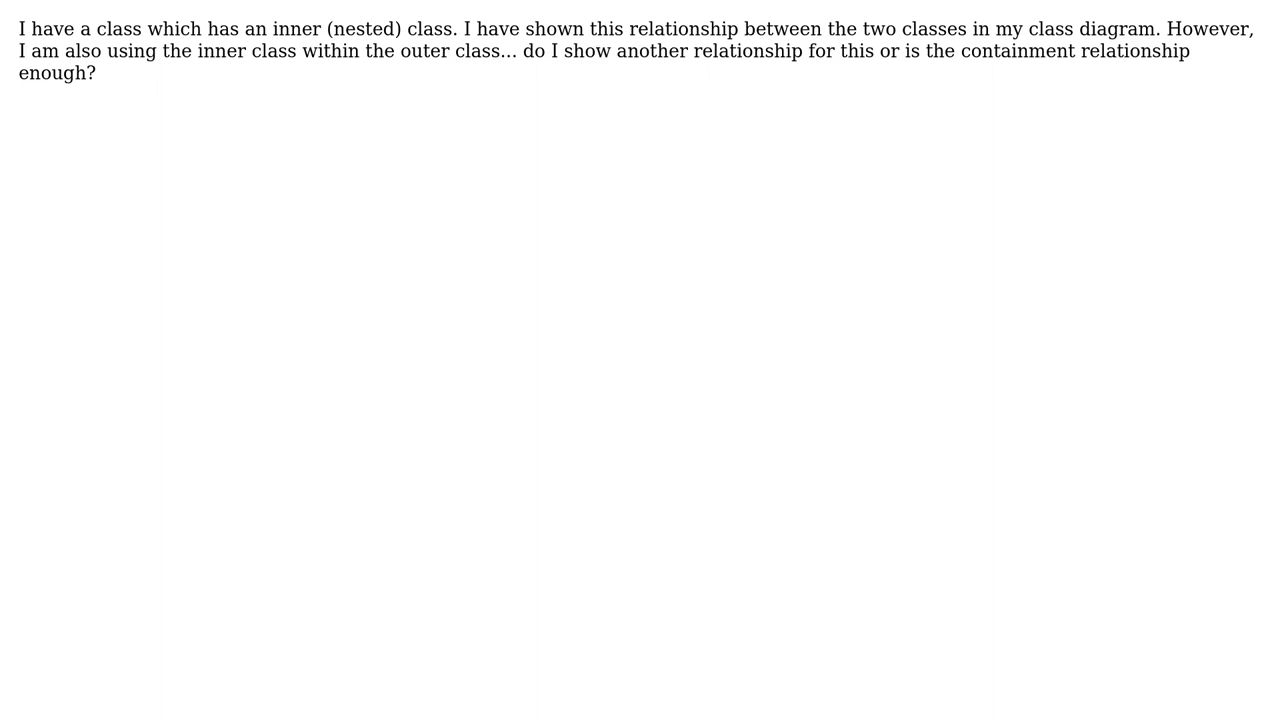 I have a class which has an inner (nested) class. I have shown this relationship between the two classes in my class diagram. However,
I am also using the inner class within the outer class... do I show another relationship for this or is the containment relationship
enough?